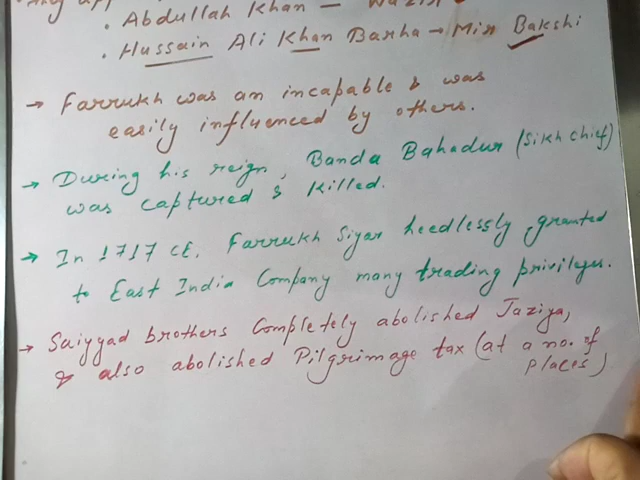 · Abdullah Khan - Wazir
· Hussain Ali Khan Barha → Mir Bakshi
→ Farrukh was an incapable & was
easily influenced by others.
→ During his reign, Banda Bahadur (Sikh chief)
was captured & killed.
→ In 1717 CE, Farrukh Siyar heedlessly granted
to East India Company many trading privileges.
→ Saiyyad brothers Completely abolished Jaziya,
& also abolished Pilgrimage tax (at a no. of
places)